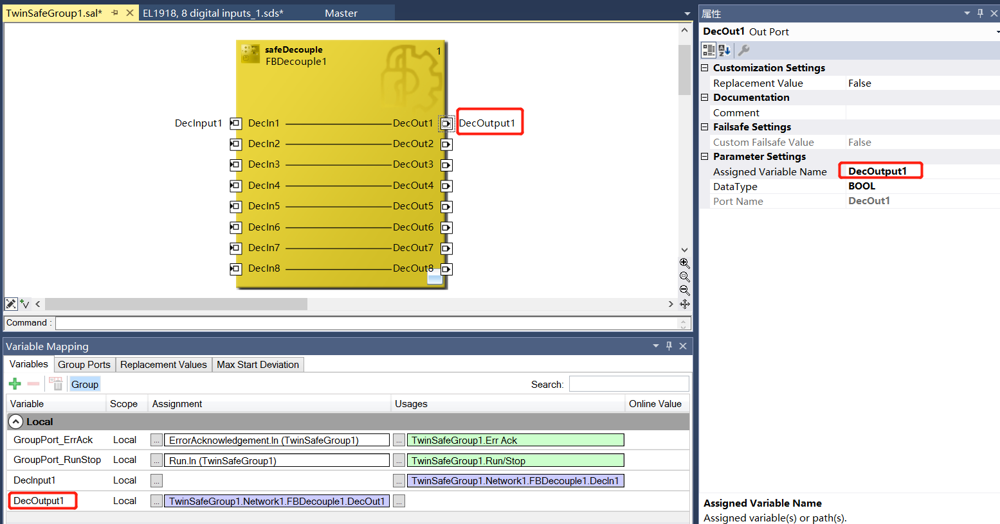 TwinSafeGroup1.sal*
EL1918, 8 digital inputs_1.sds*
Master
safeDecouple
1
FBDecouple1
DecInput1
DecIn1
DecOut1
DecOutput1
DecIn2
DecOut2
DecIn3
DecOut3
DecIn4
DecOut4
DecIn5
DecOut5
DecIn6
DecOut6
DecIn7
DecOut7
DecIn8
DecOut8
Command :
Variable Mapping
Variables
Group Ports
Replacement Values
Max Start Deviation
Group
Search:
Variable
Scope
Assignment
Usages
Online Value
Local
GroupPort_ErrAck
Local
...
ErrorAcknowledgement.In (TwinSafeGroup1)
...
TwinSafeGroup1.Err Ack
GroupPort_RunStop
Local
...
Run.In (TwinSafeGroup1)
...
TwinSafeGroup1.Run/Stop
DecInput1
Local
...
...
TwinSafeGroup1.Network1.FBDecouple1.DecIn1
DecOutput1
Local
...
TwinSafeGroup1.Network1.FBDecouple1.DecOut1
...
属性
DecOut1 Out Port
Customization Settings
Replacement Value
False
Documentation
Comment
Failsafe Settings
Custom Failsafe Value
False
Parameter Settings
Assigned Variable Name
DecOutput1
DataType
BOOL
Port Name
DecOut1
Assigned Variable Name
Assigned variable(s) or path(s).